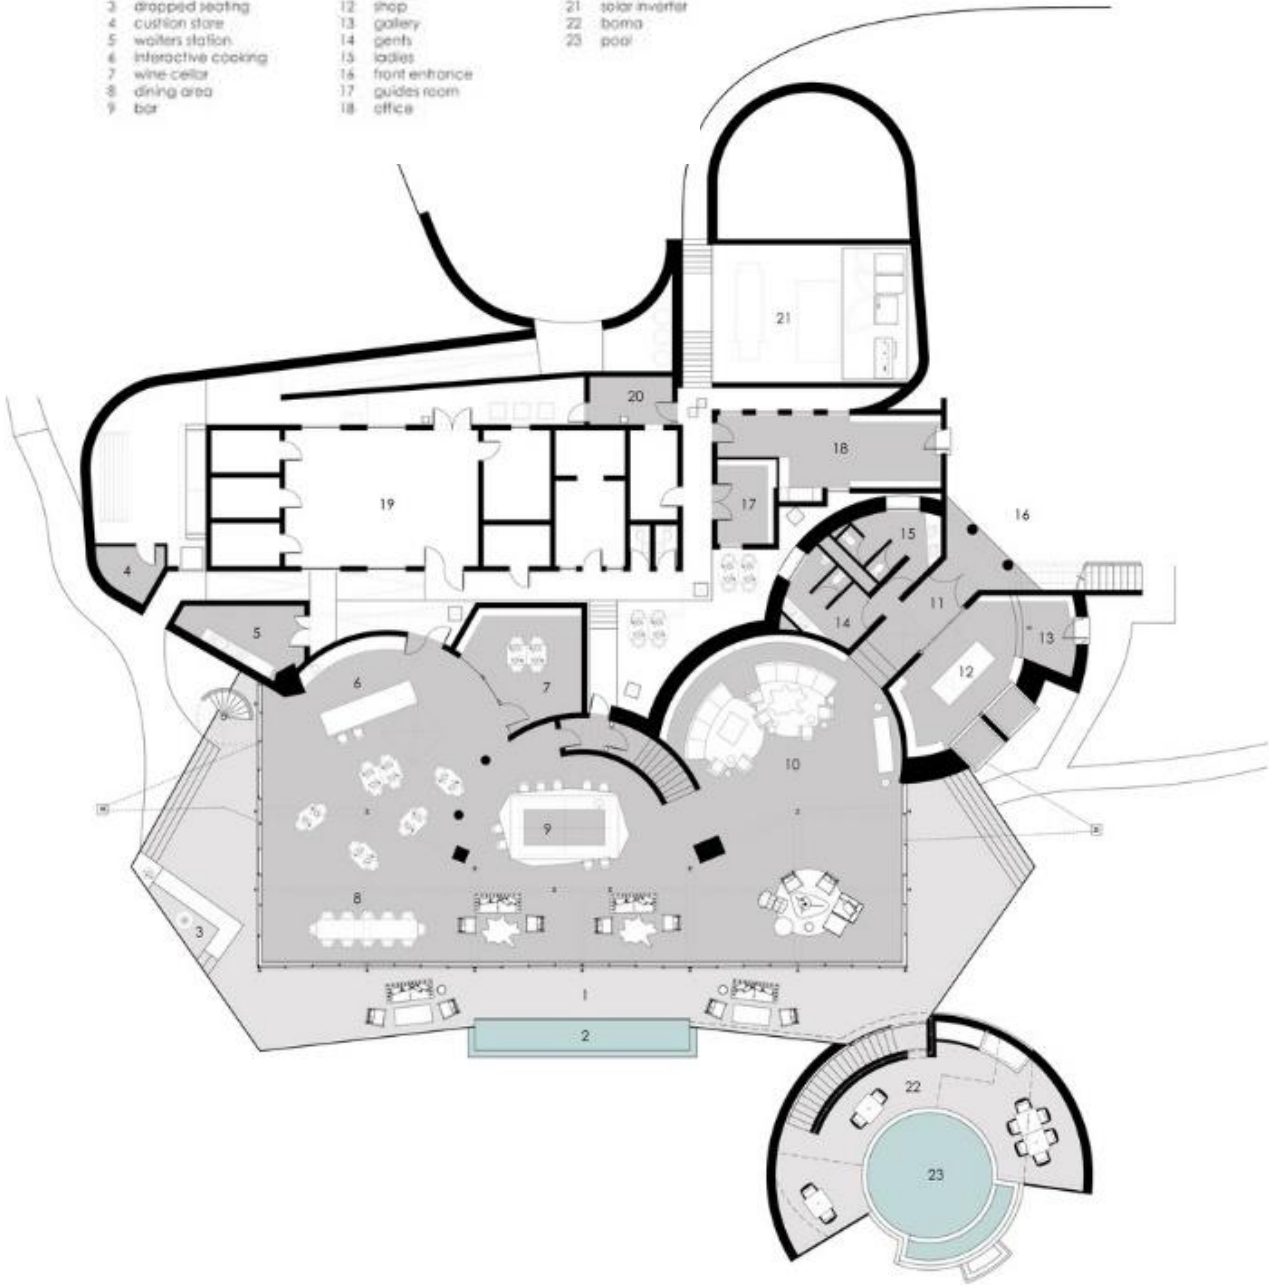 3 dropped seating
4 cushion store
5 waiters station
6 interactive cooking
7 wine cellar
8 dining area
9 bar
12 shop
13 gallery
14 gents
15 ladies
16 front entrance
17 guides room
18 office
21 solar inverter
22 boma
23 pool
21
20
18
19
17
16
15
4
11
5
14
13
6
7
12
10
9
8
3
1
2
22
23